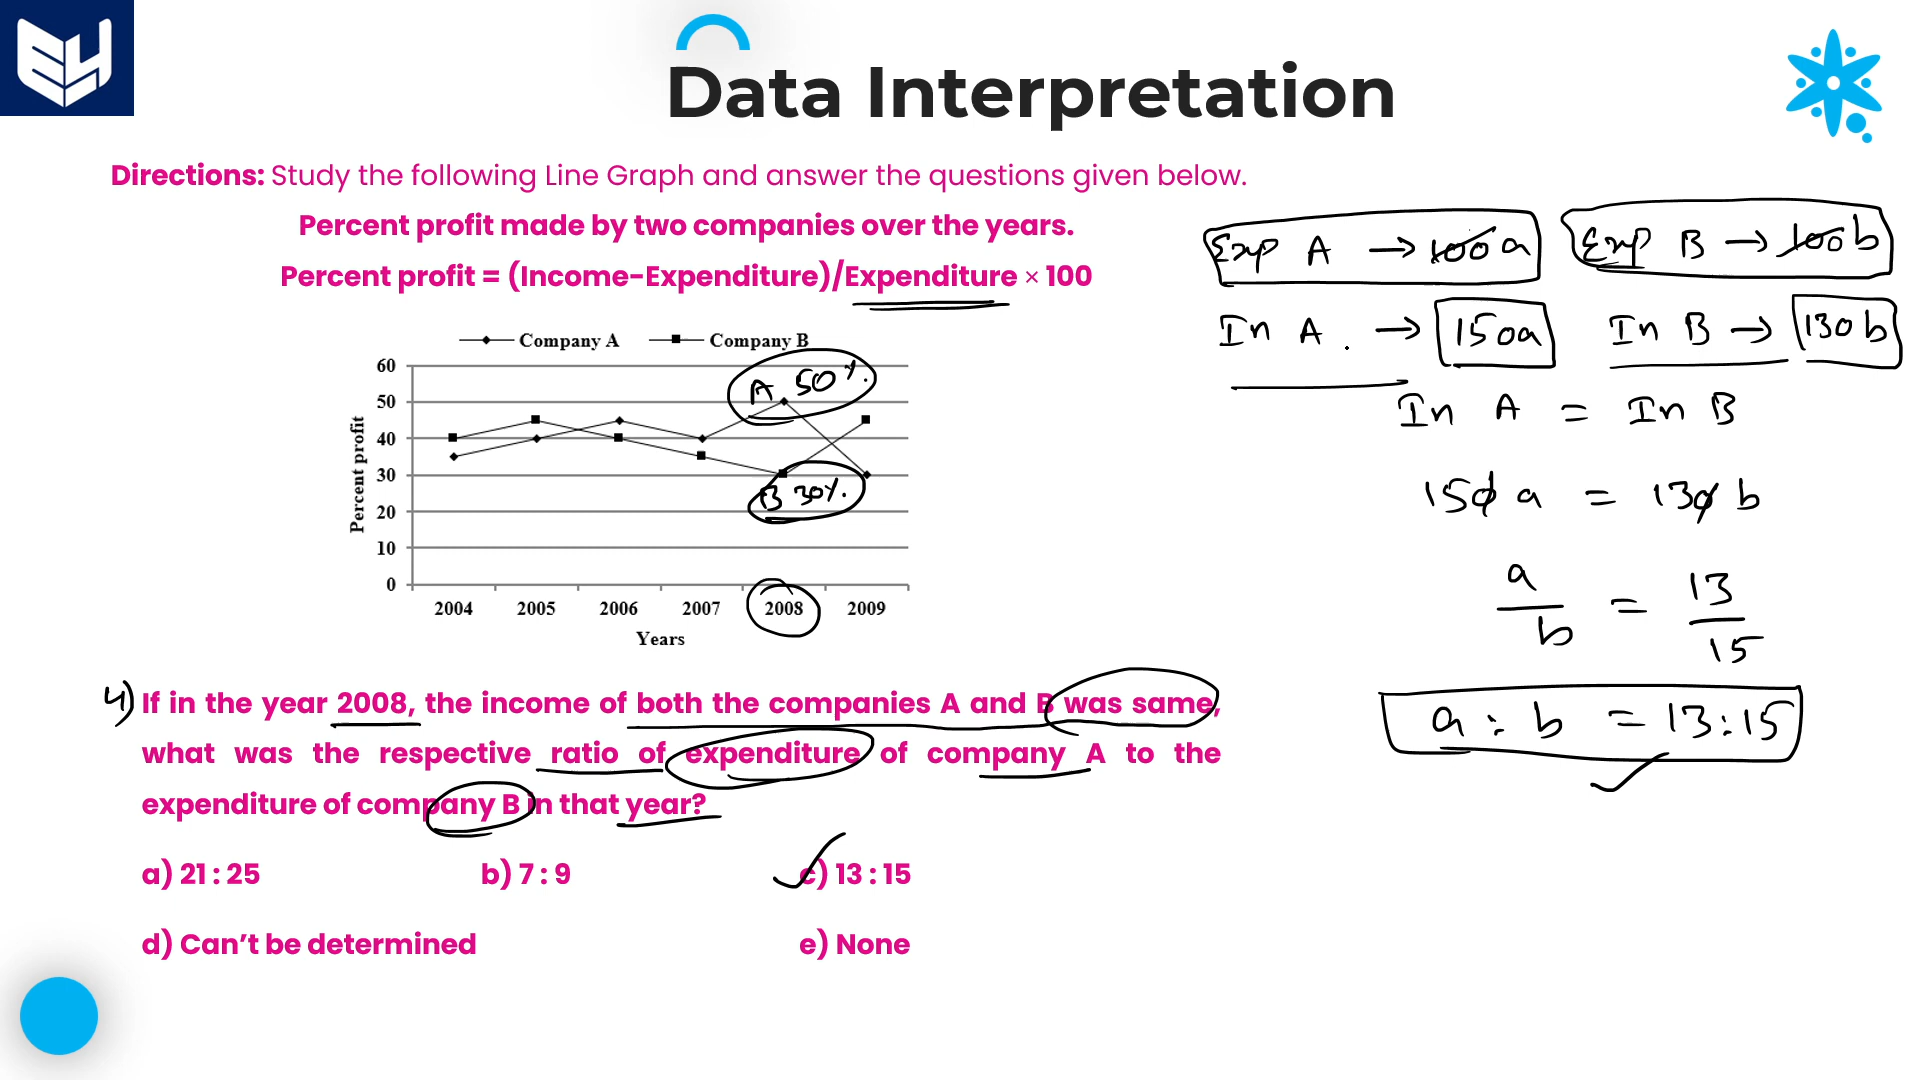 Data Interpretation
Directions: Study the following Line Graph and answer the questions given below.
Percent profit made by two companies over the years.
Percent profit = (Income-Expenditure)/Expenditure × 100
Company A Company B
60
50
40
30
20
10
0
Percent profit
A 50%.
B 30%.
2004 2005 2006 2007 2008 2009
Years
4) If in the year 2008, the income of both the companies A and B was same,
what was the respective ratio of expenditure of company A to the
expenditure of company B in that year?
a) 21 : 25 b) 7 : 9 c) 13 : 15
d) Can't be determined e) None
Exp A → 100a Exp B → 100b
In A. → 150a In B → 130b
In A = In B
150 a = 130 b
a/b = 13/15
a : b = 13:15